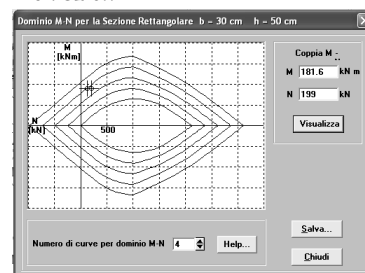 Dominio M-N per la Sezione Rettangolare b = 30 cm h = 50 cm
M
[kNm]
N
[kN]
500
Coppia M -
M 181.6 kN m
N 199 kN
Visualizza
Numero di curve per dominio M-N 4 Help...
Salva...
Chiudi